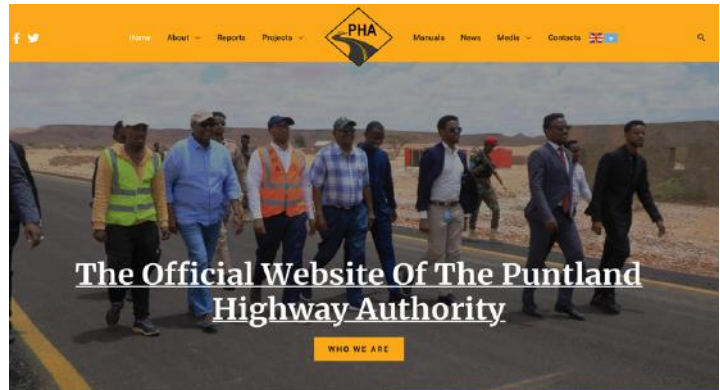 Home About Reports Projects PHA Manuals News Media Contacts
The Official Website Of The Puntland
Highway Authority
WHO WE ARE